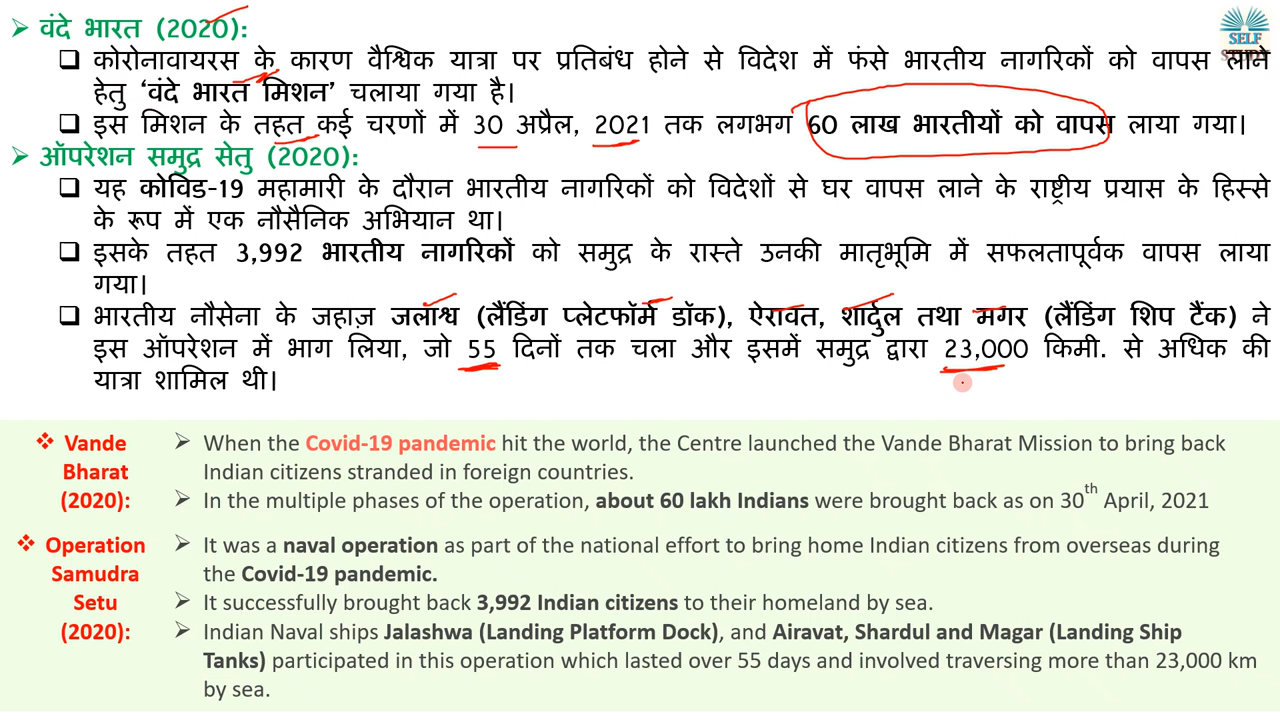 वंदे भारत (2020):
कोरोनावायरस के कारण वैश्विक यात्रा पर प्रतिबंध होने से विदेश में फंसे भारतीय नागरिकों को वापस लाने
हेतु ‘वंदे भारत मिशन’ चलाया गया है।
इस मिशन के तहत कई चरणों में 30 अप्रैल, 2021 तक लगभग 60 लाख भारतीयों को वापस लाया गया।
ऑपरेशन समुद्र सेतु (2020):
यह कोविड-19 महामारी के दौरान भारतीय नागरिकों को विदेशों से घर वापस लाने के राष्ट्रीय प्रयास के हिस्से
के रूप में एक नौसैनिक अभियान था।
इसके तहत 3,992 भारतीय नागरिकों को समुद्र के रास्ते उनकी मातृभूमि में सफलतापूर्वक वापस लाया
गया।
भारतीय नौसेना के जहाज़ जलाश्व (लैंडिंग प्लेटफॉर्म डॉक), ऐरावत, शार्दुल तथा मगर (लैंडिंग शिप टैंक) ने
इस ऑपरेशन में भाग लिया, जो 55 दिनों तक चला और इसमें समुद्र द्वारा 23,000 किमी. से अधिक की
यात्रा शामिल थी।
SELF
STUDY
Vande Bharat (2020):
When the Covid-19 pandemic hit the world, the Centre launched the Vande Bharat Mission to bring back
Indian citizens stranded in foreign countries.
In the multiple phases of the operation, about 60 lakh Indians were brought back as on 30th April, 2021
Operation Samudra Setu (2020):
It was a naval operation as part of the national effort to bring home Indian citizens from overseas during
the Covid-19 pandemic.
It successfully brought back 3,992 Indian citizens to their homeland by sea.
Indian Naval ships Jalashwa (Landing Platform Dock), and Airavat, Shardul and Magar (Landing Ship
Tanks) participated in this operation which lasted over 55 days and involved traversing more than 23,000 km
by sea.